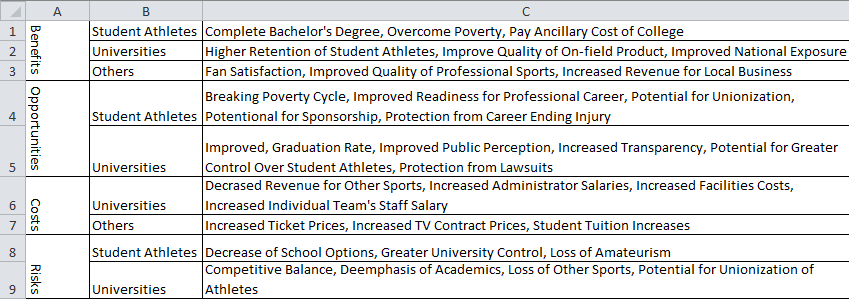 A B C
1 Benefits Student Athletes Complete Bachelor's Degree, Overcome Poverty, Pay Ancillary Cost of College
2 Universities Higher Retention of Student Athletes, Improve Quality of On-field Product, Improved National Exposure
3 Others Fan Satisfaction, Improved Quality of Professional Sports, Increased Revenue for Local Business
Opportunities
Breaking Poverty Cycle, Improved Readiness for Professional Career, Potential for Unionization,
4 Student Athletes Potentional for Sponsorship, Protection from Career Ending Injury
Improved, Graduation Rate, Improved Public Perception, Increased Transparency, Potential for Greater
5 Universities Control Over Student Athletes, Protection from Lawsuits
Costs
Decrased Revenue for Other Sports, Increased Administrator Salaries, Increased Facilities Costs,
6 Universities Increased Individual Team's Staff Salary
7 Others Increased Ticket Prices, Increased TV Contract Prices, Student Tuition Increases
Risks
8 Student Athletes Decrease of School Options, Greater University Control, Loss of Amateurism
Competitive Balance, Deemphasis of Academics, Loss of Other Sports, Potential for Unionization of
9 Universities Athletes